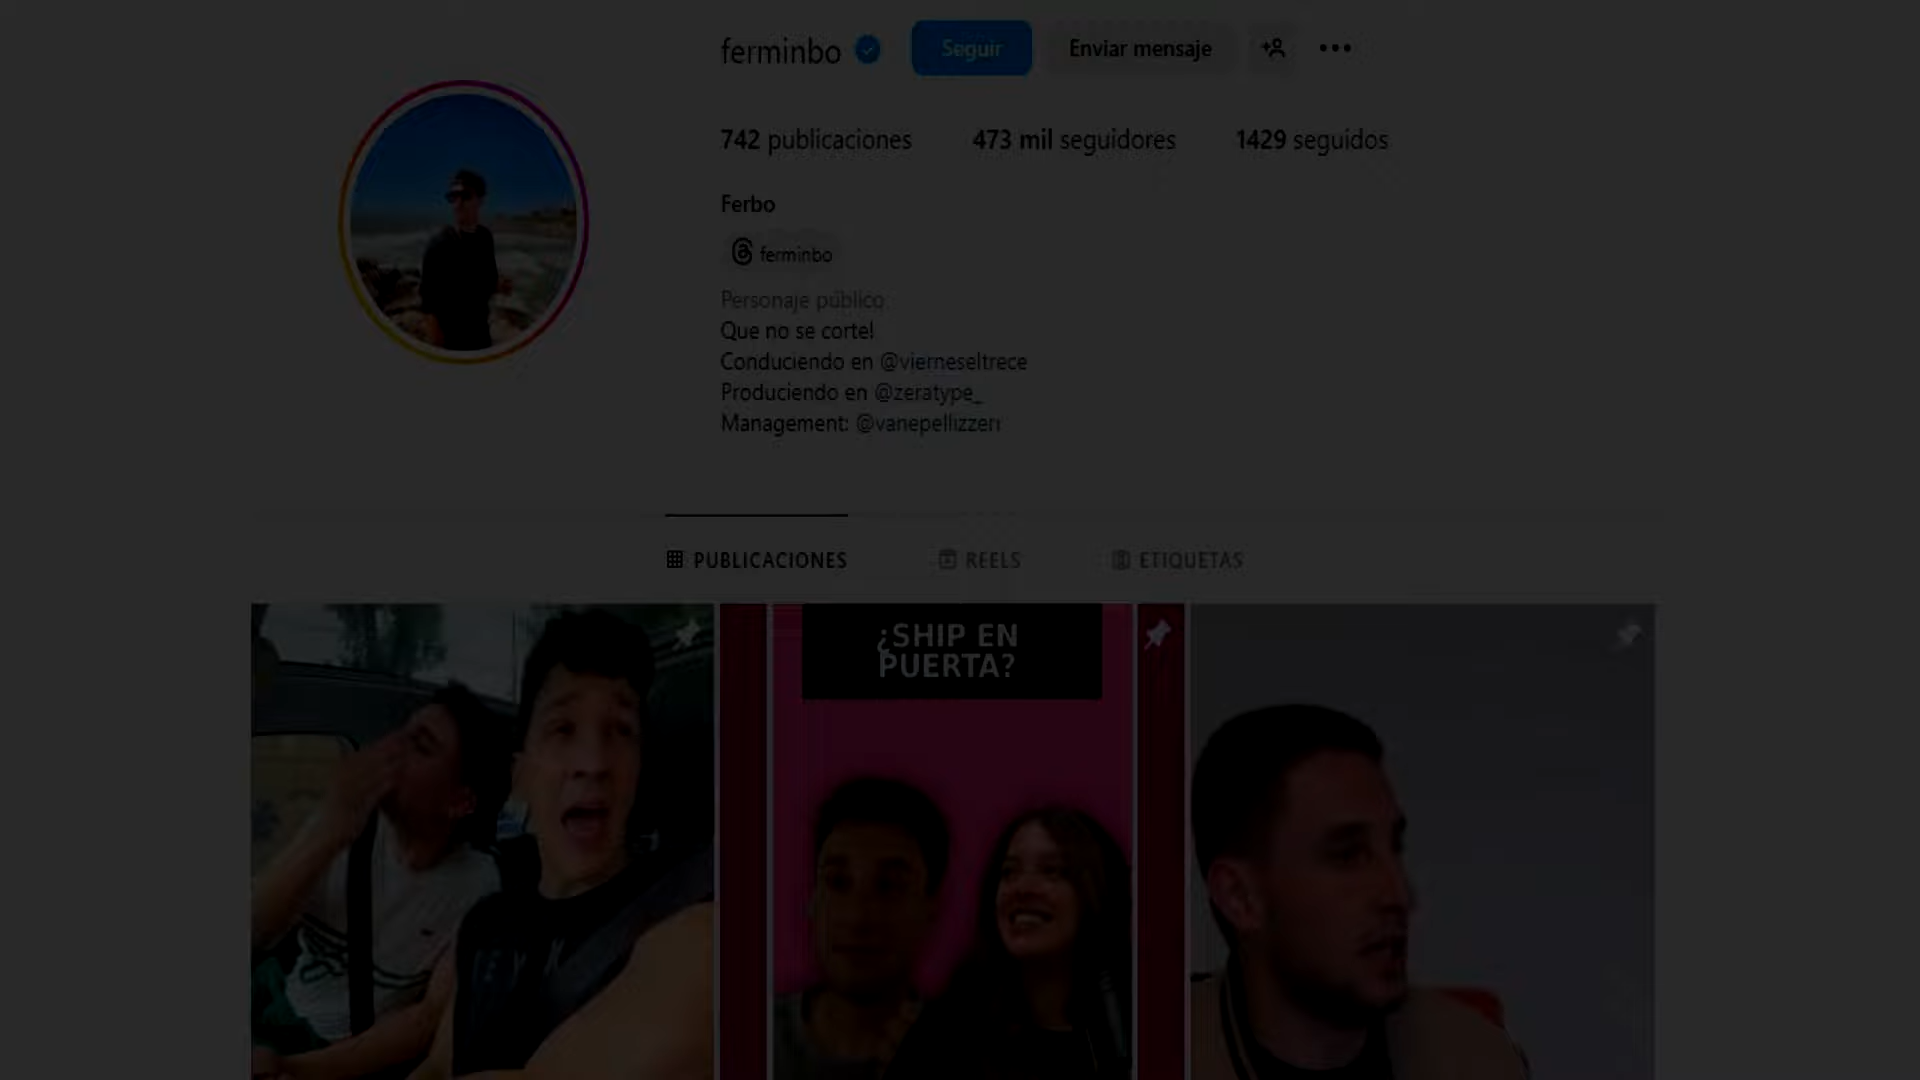 ferminbo Seguir Enviar mensaje
742 publicaciones 473 mil seguidores 1429 seguidos
Ferbo
ferminbo
Personaje público
Que no se corte!
Conduciendo en @vierneseltrece
Produciendo en @zeratype_
Management: @vanepellizzeri
PUBLICACIONES REELS ETIQUETAS
¿SHIP EN
PUERTA?